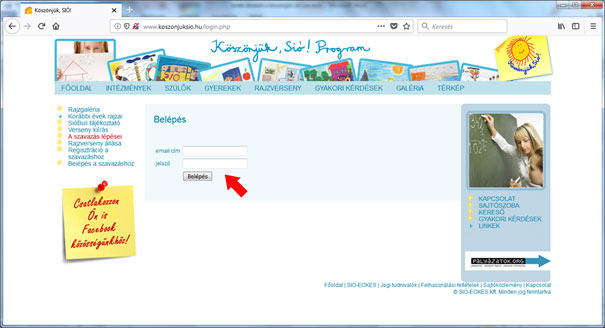 Köszönjük, SIÓ!
www.koszonjuksio.hu/login.php
Keresés
Köszönjük, Sió! Program
FŐOLDAL INTÉZMÉNYEK SZÜLŐK GYEREKEK RAJZVERSENY GYAKORI KÉRDÉSEK GALÉRIA TÉRKÉP
Rajzgaléria
Korábbi évek rajzai
SióBuli tájékoztató
Verseny kiírás
A szavazás lépései
Rajzverseny állása
Regisztráció a
szavazáshoz
Belépés a szavazáshoz
Csatlakozzon
Ön is
Facebook
közösségünkhöz!
Belépés
email cím
jelszó
Belépés
KAPCSOLAT
SAJTÓSZOBA
KERESŐ
GYAKORI KÉRDÉSEK
LINKEK
PÁLYÁZATOK.ORG
Főoldal | SIÓ-ECKES | Jogi tudnivalók | Felhasználási feltételek | Sajtóközlemény | Kapcsolat
© SIÓ-ECKES Kft. Minden jog fenntartva